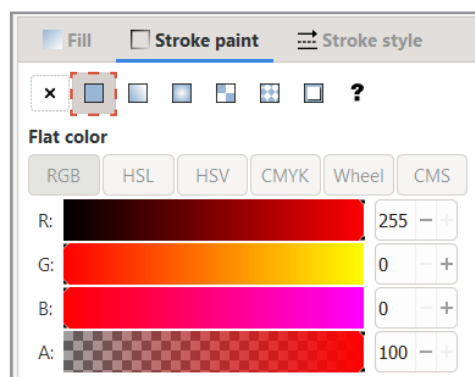 Fill Stroke paint Stroke style
× ?
Flat color
RGB HSL HSV CMYK Wheel CMS
R: 255 − +
G: 0 − +
B: 0 − +
A: 100 − +